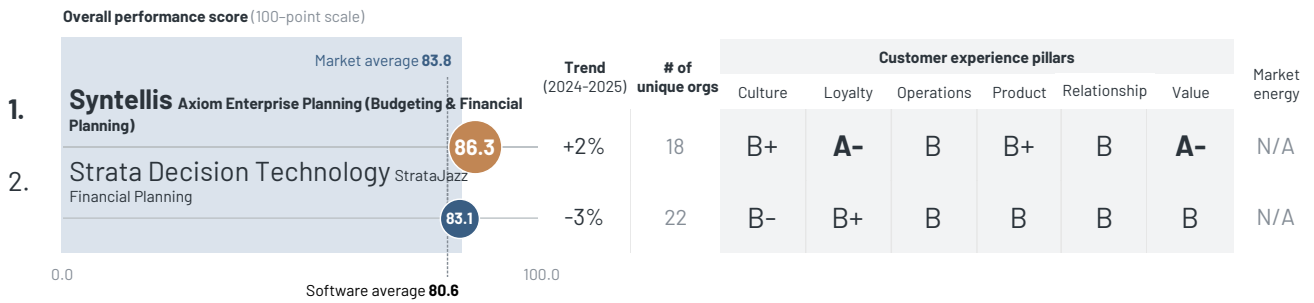 Overall performance score (100-point scale)
Market average 83.8
Customer experience pillars
Trend
(2024-2025)
# of
unique orgs
Culture
Loyalty
Operations
Product
Relationship
Value
Market
energy
1.
Syntellis Axiom Enterprise Planning (Budgeting & Financial
Planning)
86.3
+2%
18
B+
A-
B
B+
B
A-
N/A
2.
Strata Decision Technology StrataJazz
Financial Planning
83.1
-3%
22
B-
B+
B
B
B
B
N/A
0.0
100.0
Software average 80.6